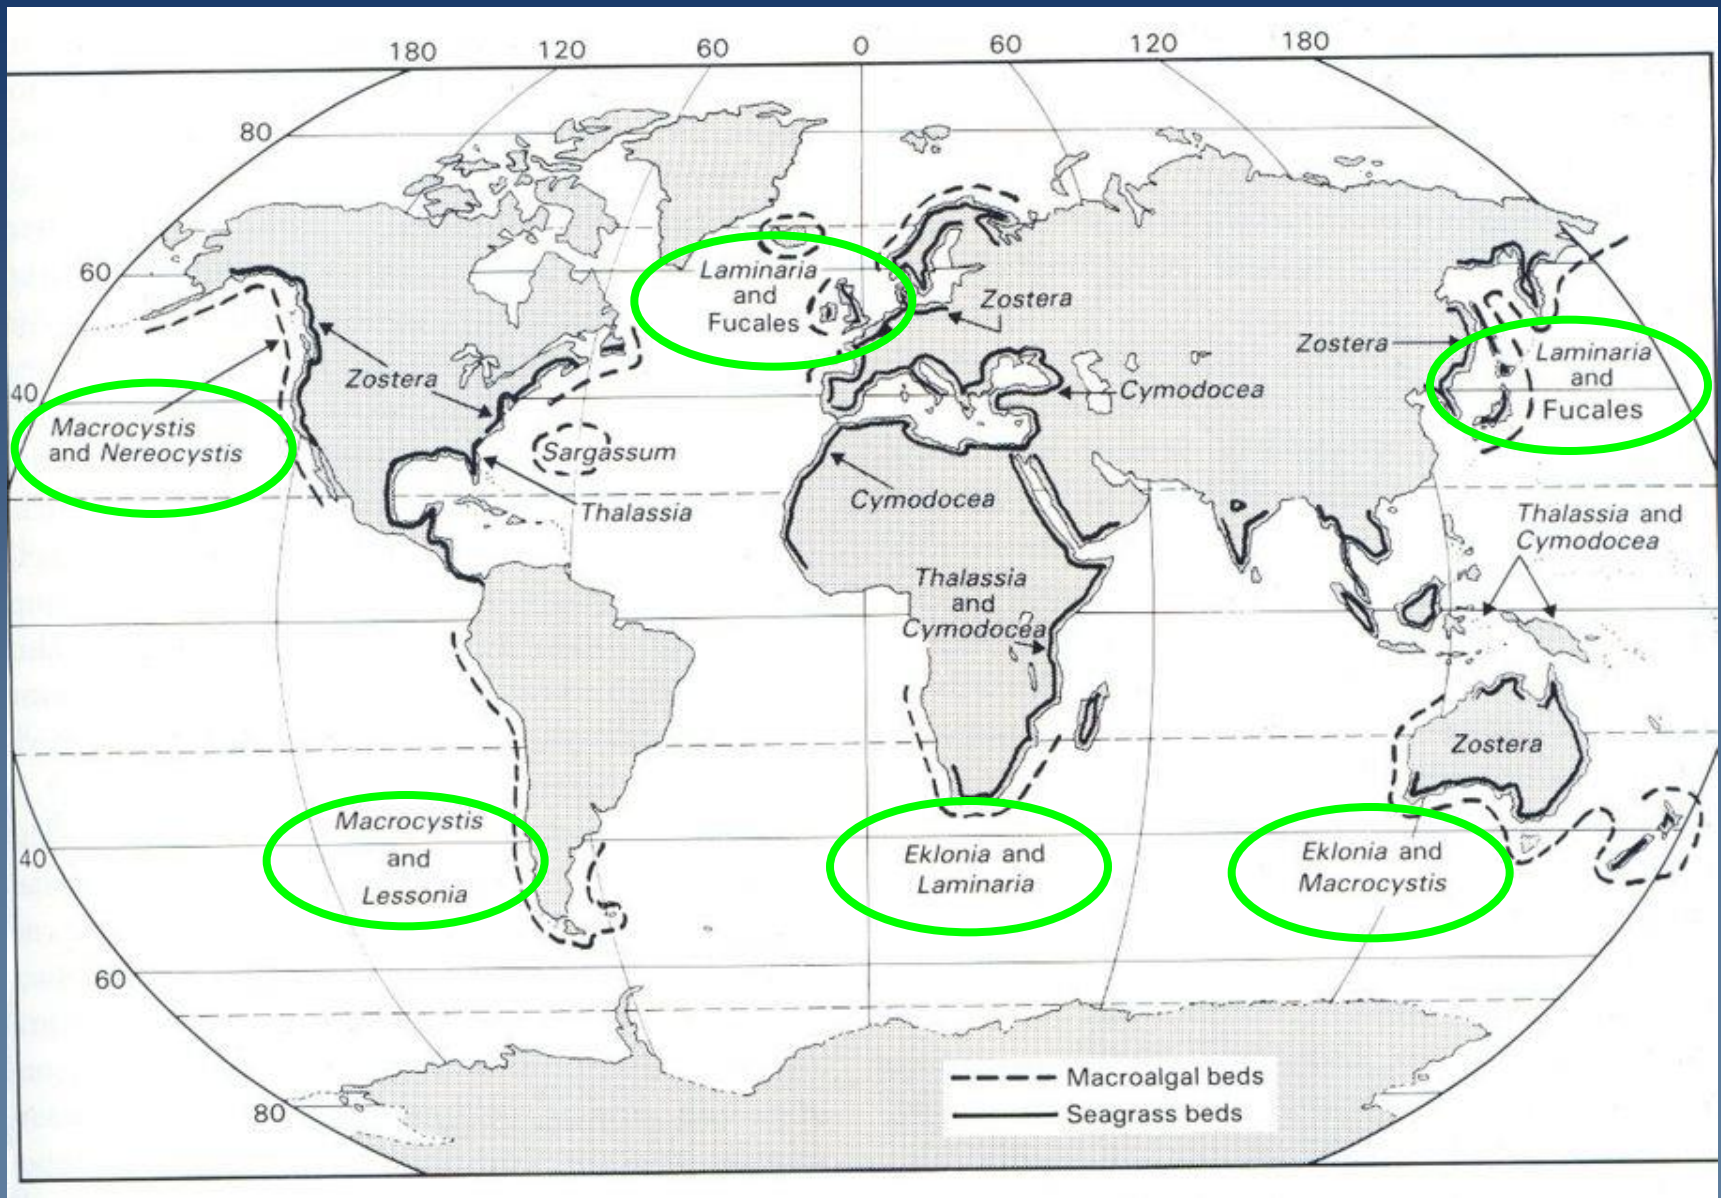 180 120 60 0 60 120 180
80
60
40
40
60
80
Laminaria
and
Fucales
Zostera
Zostera
Zostera
Laminaria
and
Fucales
Cymodocea
Macrocystis
and Nereocystis
Sargassum
Thalassia
Cymodocea
Thalassia and
Cymodocea
Thalassia
and
Cymodocea
Zostera
Macrocystis
and
Lessonia
Eklonia and
Laminaria
Eklonia and
Macrocystis
Macroalgal beds
Seagrass beds